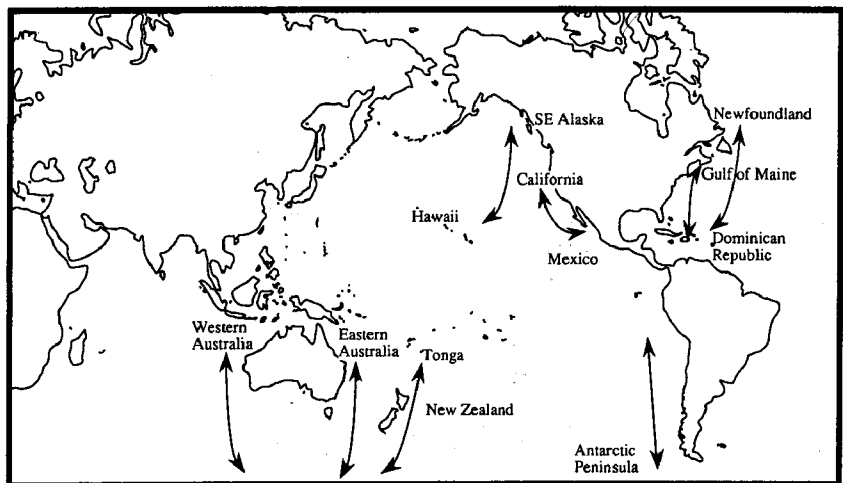 SE Alaska
Newfoundland
Gulf of Maine
California
Hawaii
Dominican
Republic
Mexico
Western
Australia
Eastern
Australia
Tonga
New Zealand
Antarctic
Peninsula